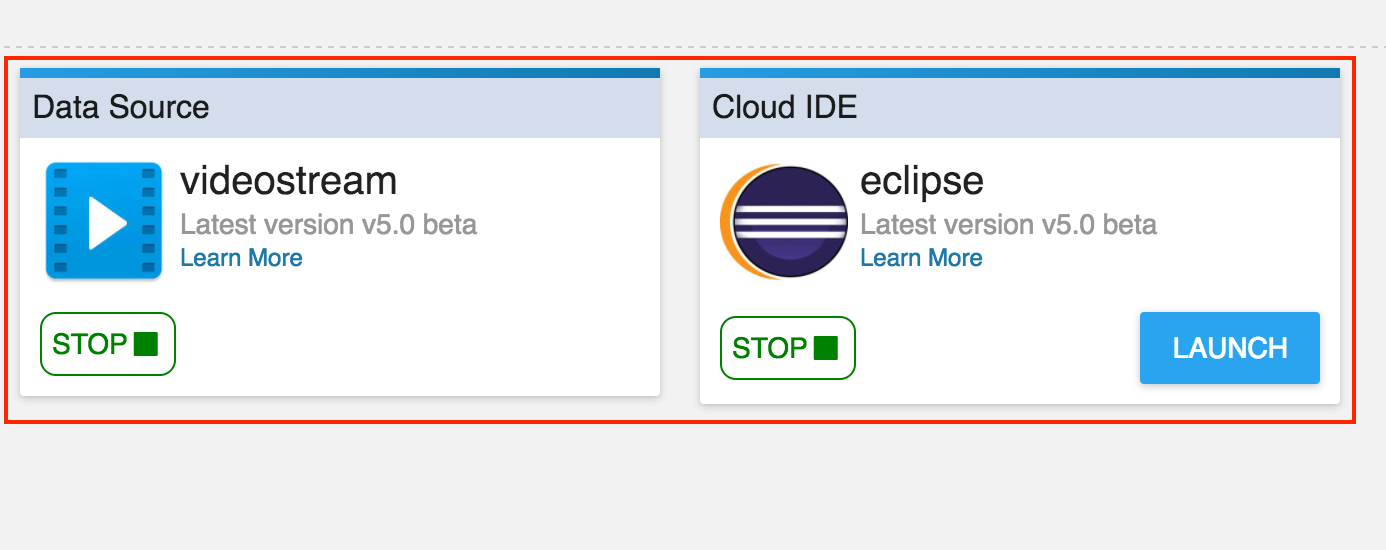 Data Source
videostream
Latest version v5.0 beta
Learn More
STOP
Cloud IDE
eclipse
Latest version v5.0 beta
Learn More
STOP
LAUNCH